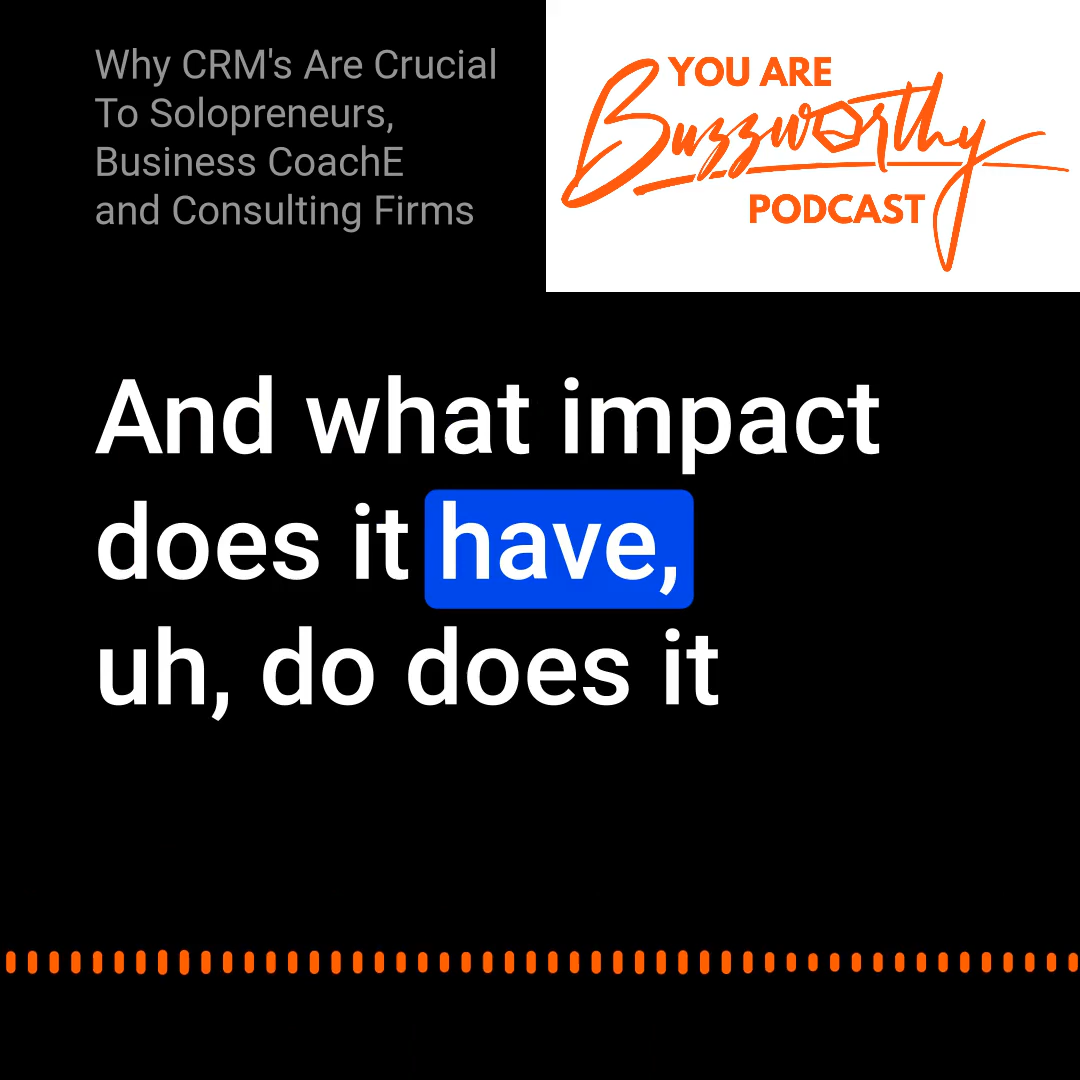 Why CRM's Are Crucial
To Solopreneurs,
Business CoachE
and Consulting Firms
YOU ARE
Buzzworthy
PODCAST
And what impact
does it have,
uh, do does it